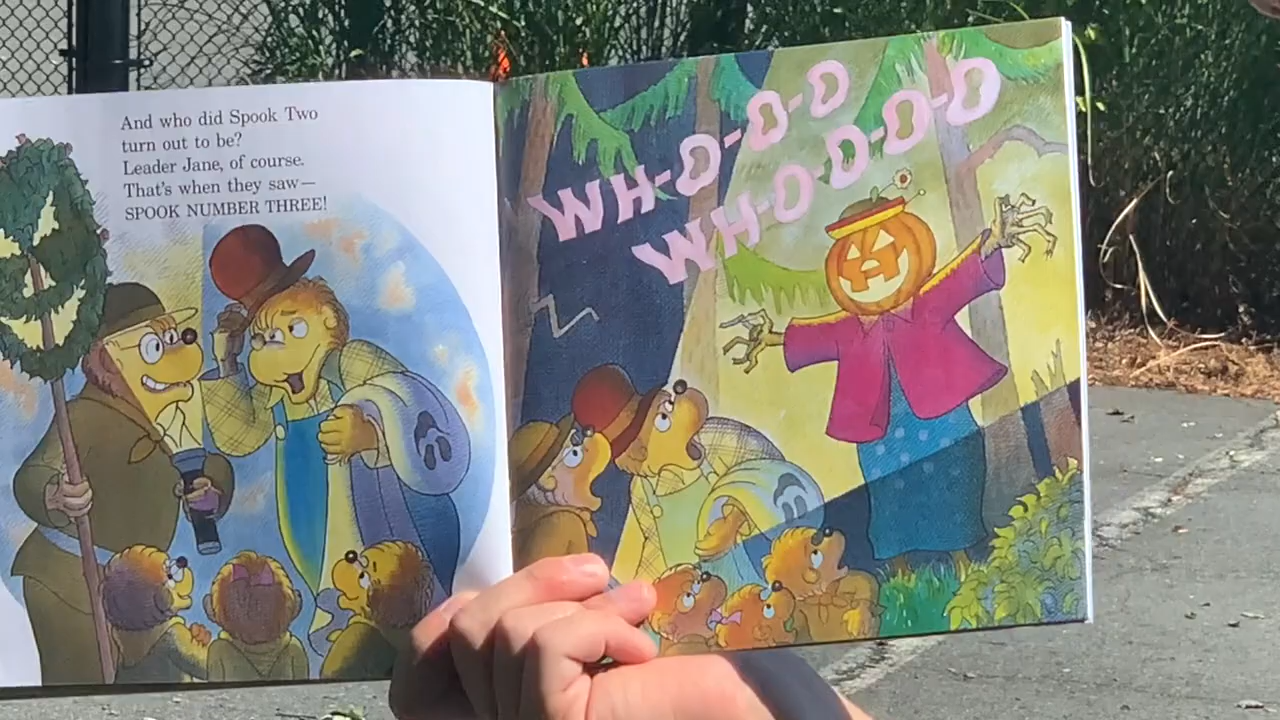 And who did Spook Two
turn out to be?
Leader Jane, of course.
That's when they saw—
SPOOK NUMBER THREE!
WH-O-O-O
WH-O-O-O-O